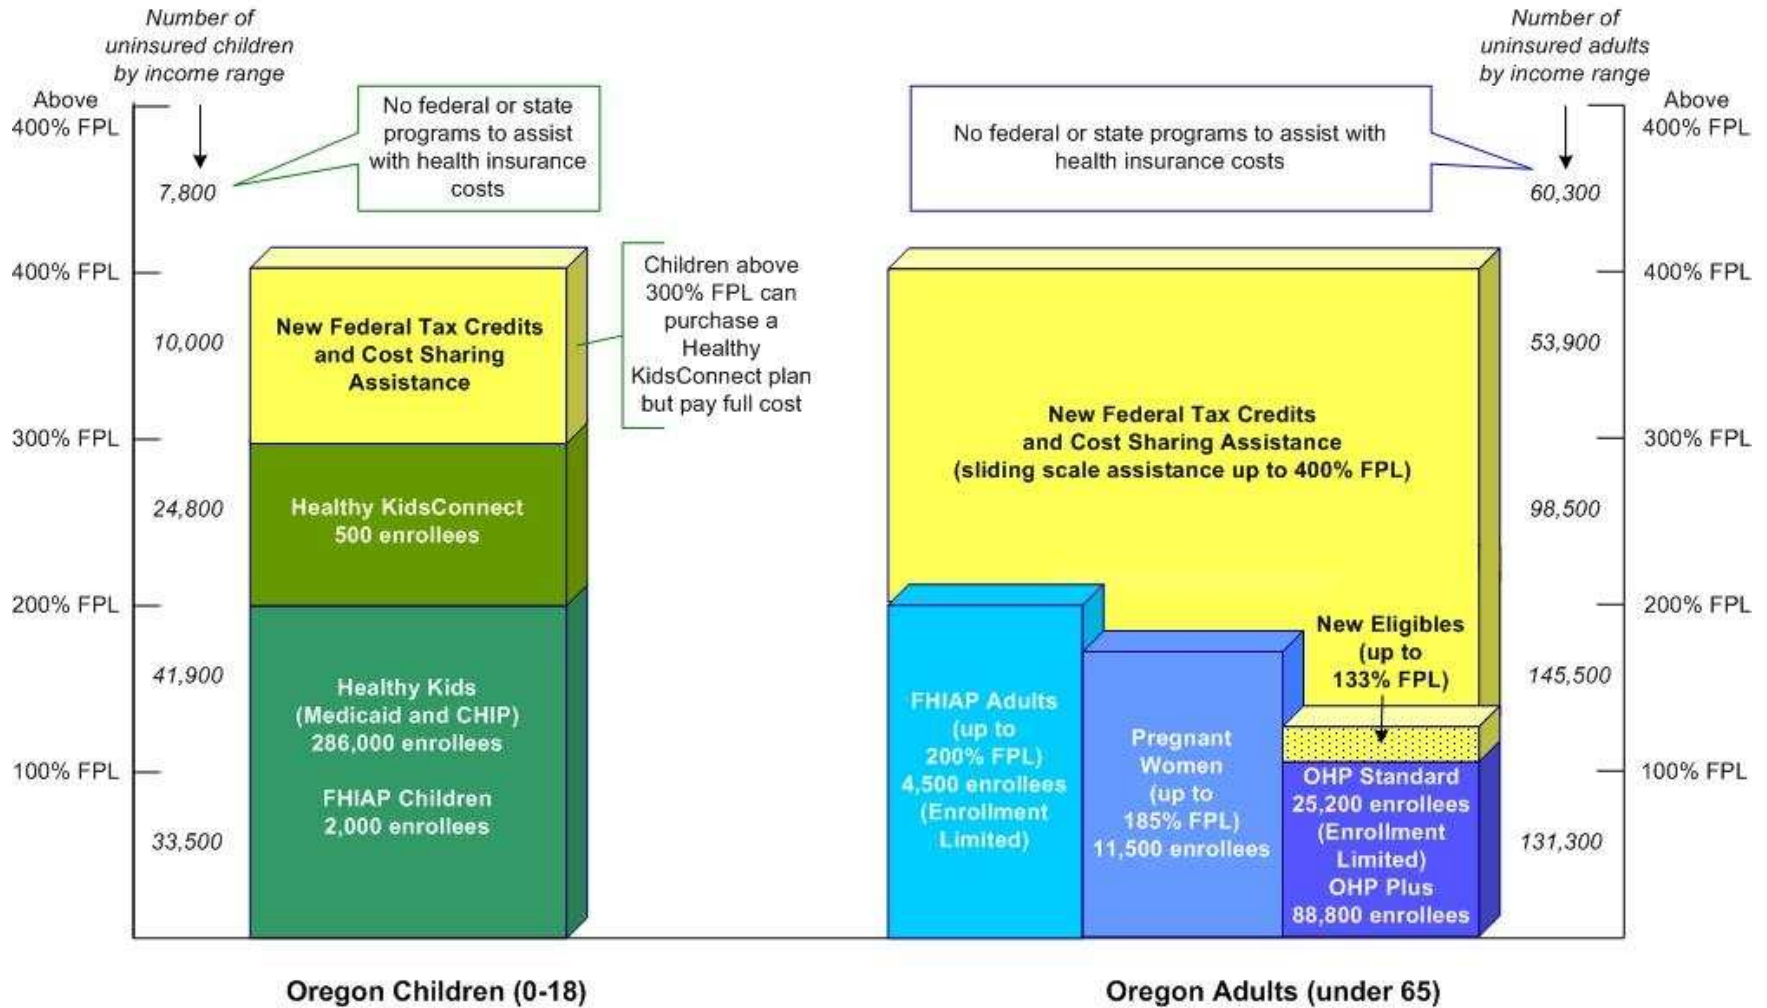 Number of
uninsured children
by income range
Above
400% FPL
7,800
400% FPL
10,000
300% FPL
24,800
200% FPL
41,900
100% FPL
33,500
No federal or state
programs to assist
with health insurance
costs
New Federal Tax Credits
and Cost Sharing
Assistance
Children above
300% FPL can
purchase a
Healthy
KidsConnect plan
but pay full cost
Healthy KidsConnect
500 enrollees
Healthy Kids
(Medicaid and CHIP)
286,000 enrollees
FHIAP Children
2,000 enrollees
Oregon Children (0-18)
No federal or state programs to assist with
health insurance costs
New Federal Tax Credits
and Cost Sharing Assistance
(sliding scale assistance up to 400% FPL)
FHIAP Adults
(up to
200% FPL)
4,500 enrollees
(Enrollment
Limited)
Pregnant
Women
(up to
185% FPL)
11,500 enrollees
New Eligibles
(up to
133% FPL)
OHP Standard
25,200 enrollees
(Enrollment
Limited)
OHP Plus
88,800 enrollees
Number of
uninsured adults
by income range
Above
400% FPL
60,300
400% FPL
53,900
300% FPL
98,500
200% FPL
145,500
100% FPL
131,300
Oregon Adults (under 65)